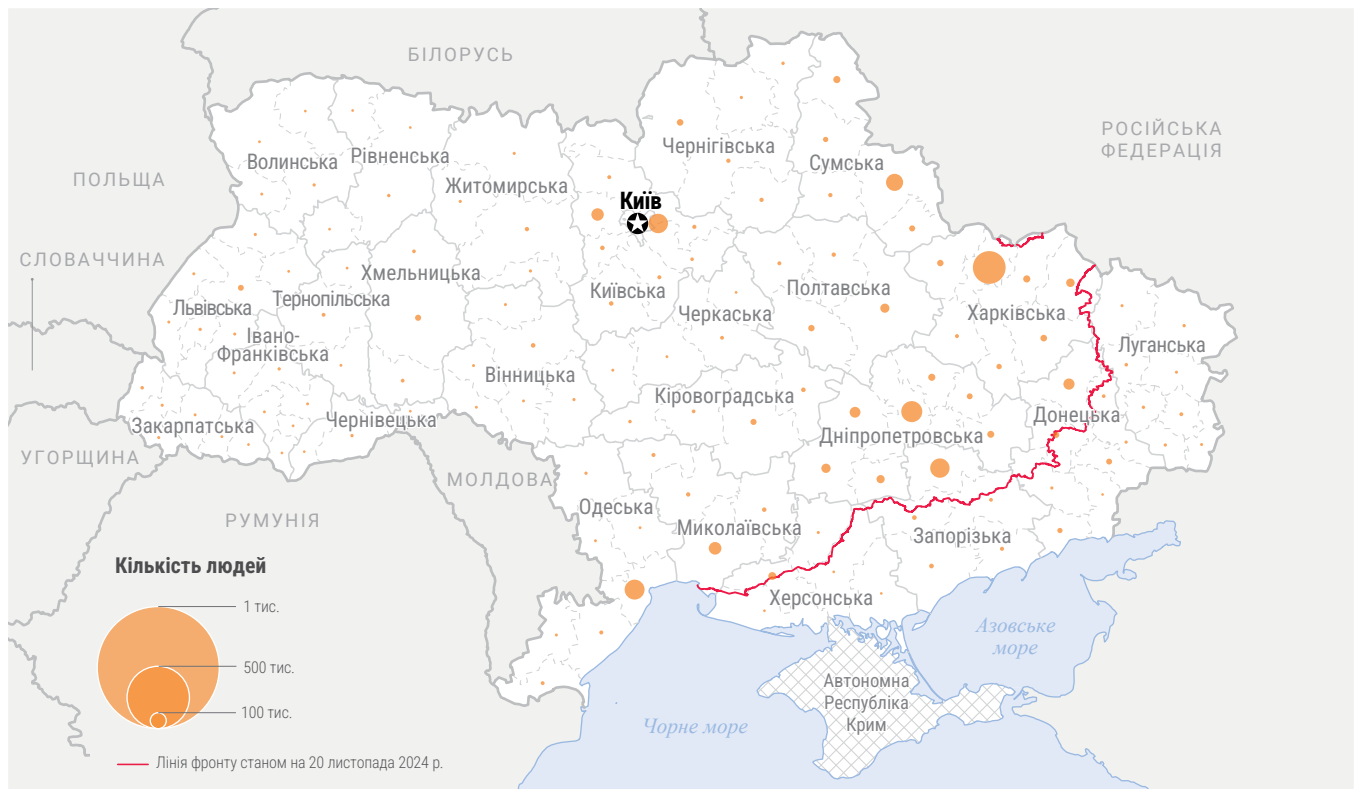 БІЛОРУСЬ
РОСІЙСЬКА
ФЕДЕРАЦІЯ
ПОЛЬЩА
СЛОВАЧЧИНА
УГОРЩИНА
РУМУНІЯ
МОЛДОВА
Волинська
Рівненська
Житомирська
Чернігівська
Сумська
Київ
Київська
Хмельницька
Тернопільська
Львівська
Івано-
Франківська
Закарпатська
Чернівецька
Вінницька
Черкаська
Полтавська
Харківська
Луганська
Кіровоградська
Дніпропетровська
Донецька
Одеська
Миколаївська
Запорізька
Херсонська
Автономна
Республіка
Крим
Азовське
море
Чорне море
Кількість людей
1 тис.
500 тис.
100 тис.
Лінія фронту станом на 20 листопада 2024 р.